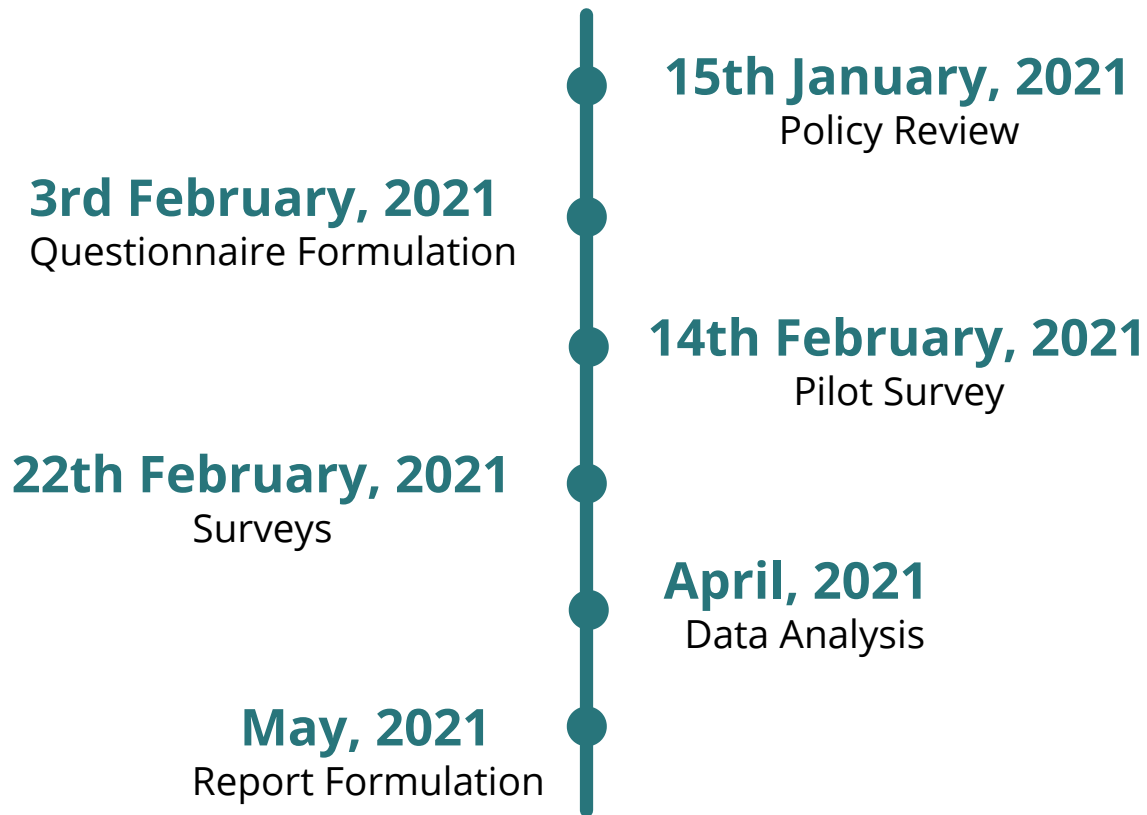 15th January, 2021
Policy Review
3rd February, 2021
Questionnaire Formulation
14th February, 2021
Pilot Survey
22th February, 2021
Surveys
April, 2021
Data Analysis
May, 2021
Report Formulation